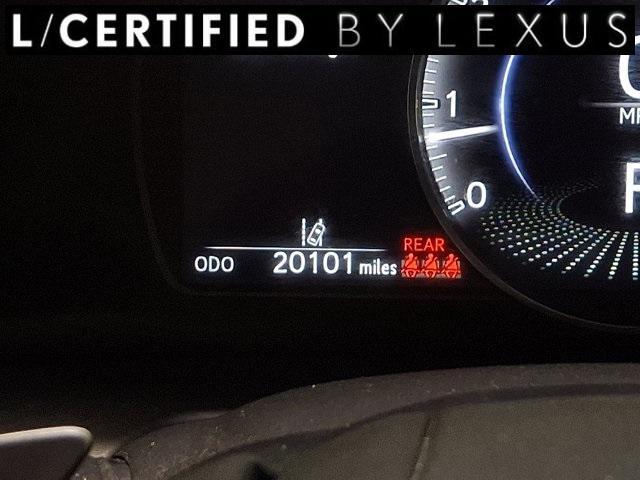 L/CERTIFIED BY LEXUS
1
0
REAR
ODO 20101 miles